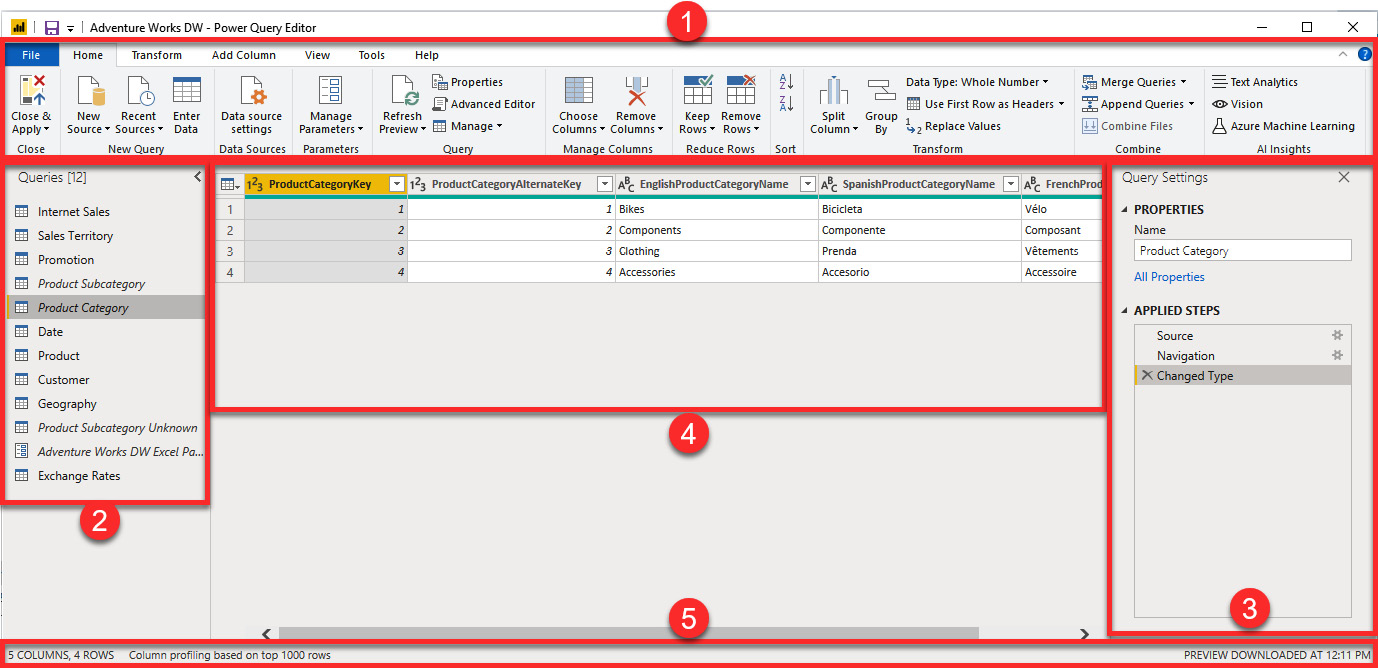 Adventure Works DW - Power Query Editor
1
File Home Transform Add Column View Tools Help
Close & Apply
Close
New Source
Recent Sources
Enter Data
New Query
Data source settings
Data Sources
Manage Parameters
Parameters
Refresh Preview
Properties
Advanced Editor
Manage
Query
Choose Columns
Remove Columns
Manage Columns
Keep Rows
Remove Rows
Reduce Rows
A
Z
Z
A
Sort
Split Column
Group By
Data Type: Whole Number
Use First Row as Headers
1
2
Replace Values
Transform
Merge Queries
Append Queries
Combine Files
Combine
Text Analytics
Vision
Azure Machine Learning
AI Insights
?
Queries [12]
Internet Sales
Sales Territory
Promotion
Product Subcategory
Product Category
Date
Product
Customer
Geography
Product Subcategory Unknown
Adventure Works DW Excel Pa...
Exchange Rates
2
123 ProductCategoryKey 123 ProductCategoryAlternateKey ABC EnglishProductCategoryName ABC SpanishProductCategoryName ABC FrenchProd
1 1 1 Bikes Bicicleta Vélo
2 2 2 Components Componente Composant
3 3 3 Clothing Prenda Vêtements
4 4 4 Accessories Accesorio Accessoire
4
Query Settings
PROPERTIES
Name
Product Category
All Properties
APPLIED STEPS
Source
Navigation
Changed Type
3
5
5 COLUMNS, 4 ROWS Column profiling based on top 1000 rows PREVIEW DOWNLOADED AT 12:11 PM